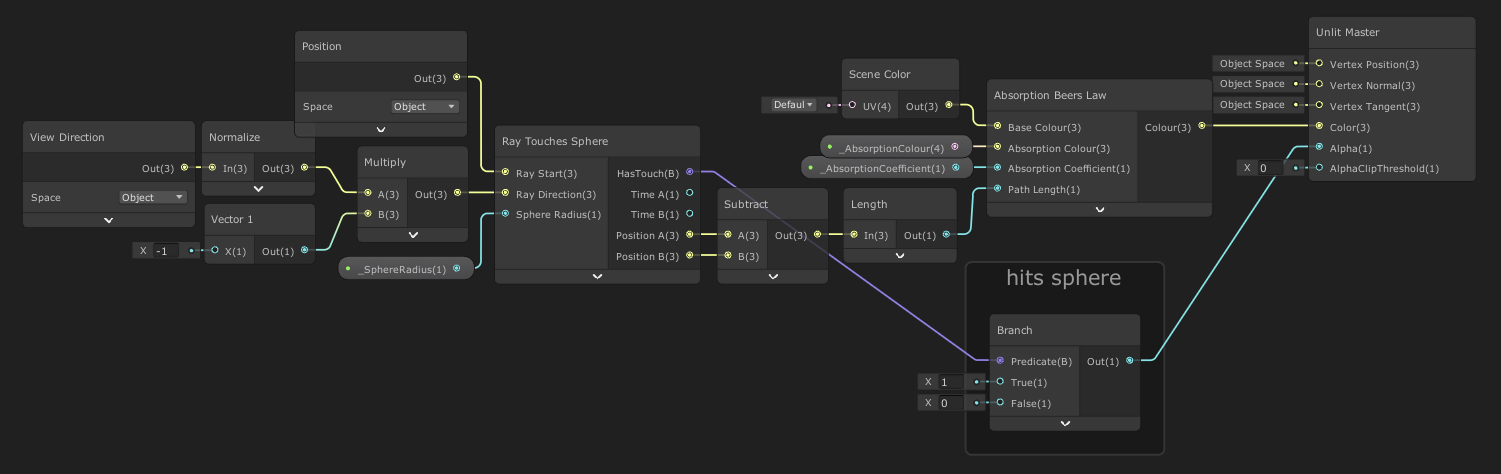 View Direction
Out(3)
Space
Object
Normalize
In(3)
Out(3)
Vector 1
X
-1
X(1)
Out(1)
Position
Out(3)
Space
Object
Multiply
A(3)
Out(3)
B(3)
_SphereRadius(1)
Ray Touches Sphere
Ray Start(3)
HasTouch(B)
Ray Direction(3)
Time A(1)
Sphere Radius(1)
Time B(1)
Position A(3)
Position B(3)
Subtract
A(3)
Out(3)
B(3)
Length
In(3)
Out(1)
Scene Color
Defaul
UV(4)
Out(3)
_AbsorptionColour(4)
_AbsorptionCoefficient(1)
Absorption Beers Law
Base Colour(3)
Colour(3)
Absorption Colour(3)
Absorption Coefficient(1)
Path Length(1)
hits sphere
Branch
Predicate(B)
Out(1)
X
1
True(1)
X
0
False(1)
Unlit Master
Object Space
Vertex Position(3)
Object Space
Vertex Normal(3)
Object Space
Vertex Tangent(3)
Color(3)
Alpha(1)
X
0
AlphaClipThreshold(1)